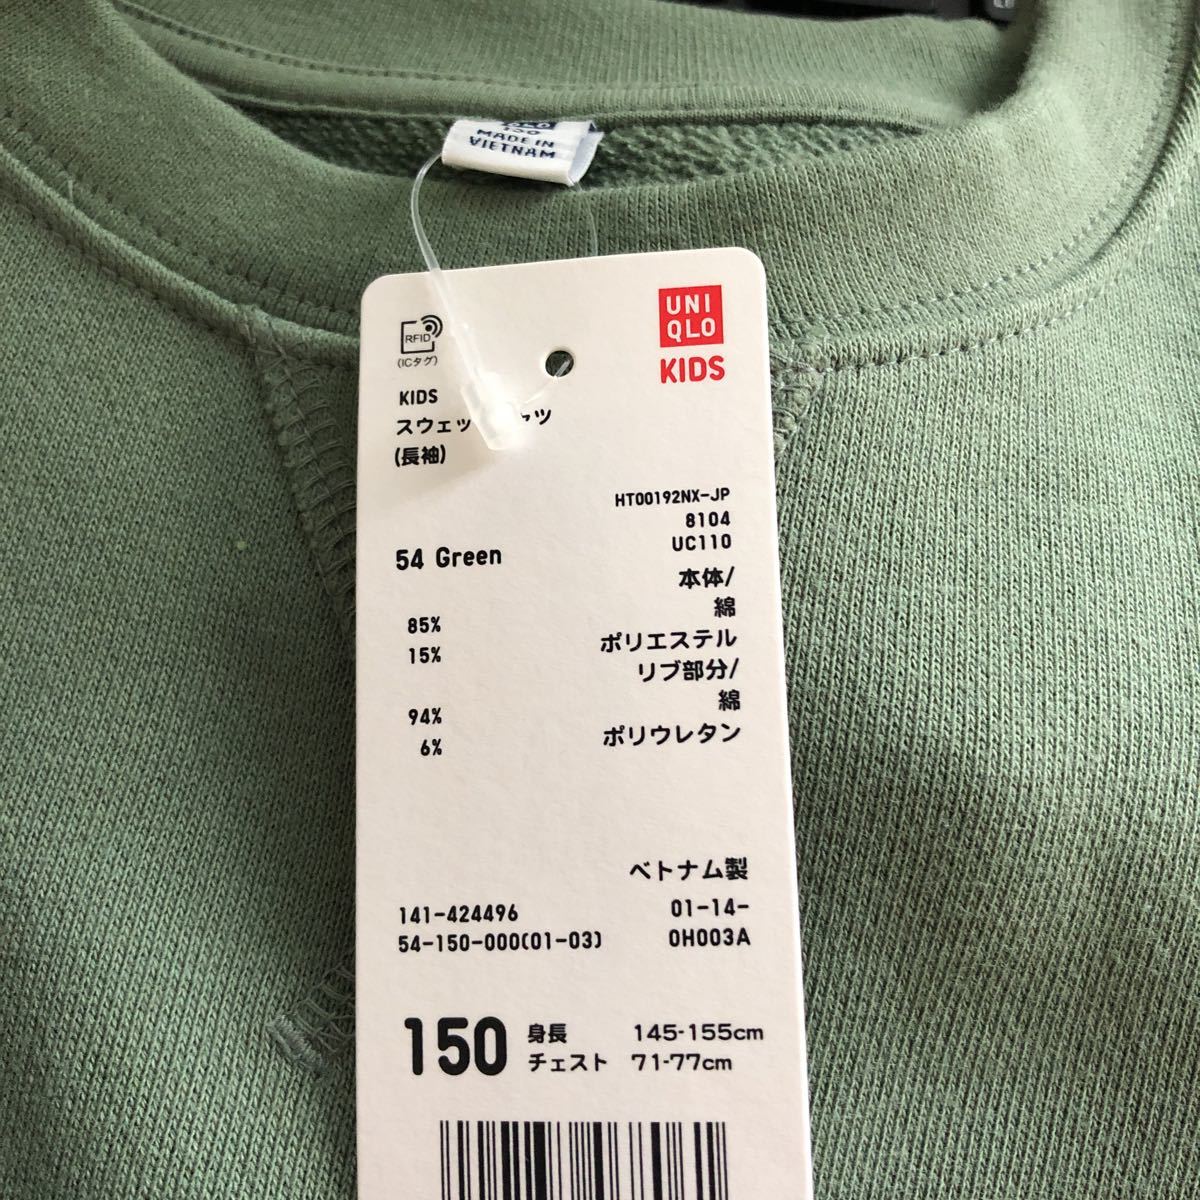 150
MADE IN
VIETNAM
RFID
(ICタグ)
UNI
QLO
KIDS
KIDS
スウェッ ツ
(長袖)
HT00192NX-JP
8104
UC110
54 Green
本体/
綿
85%
ポリエステル
15%
リブ部分/
綿
94%
ポリウレタン
6%
ベトナム製
141-424496
01-14-
54-150-000(01-03)
0H003A
150
身長 145-155cm
チェスト 71-77cm